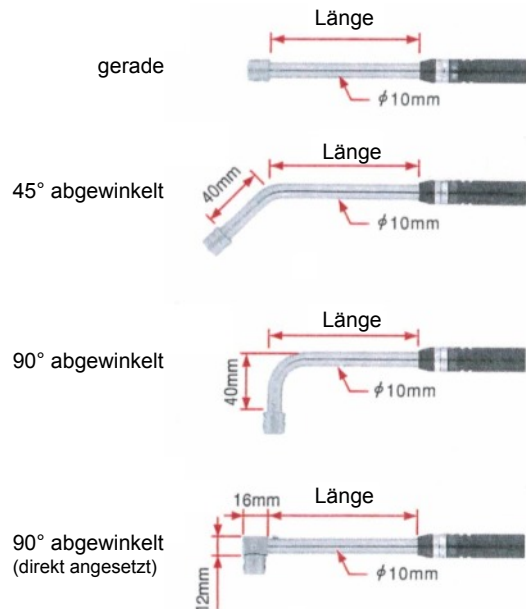 Länge
gerade
ϕ10mm
Länge
40mm
45° abgewinkelt
ϕ10mm
Länge
90° abgewinkelt
40mm
ϕ10mm
16mm
Länge
90° abgewinkelt
(direkt angesetzt)
12mm
ϕ10mm